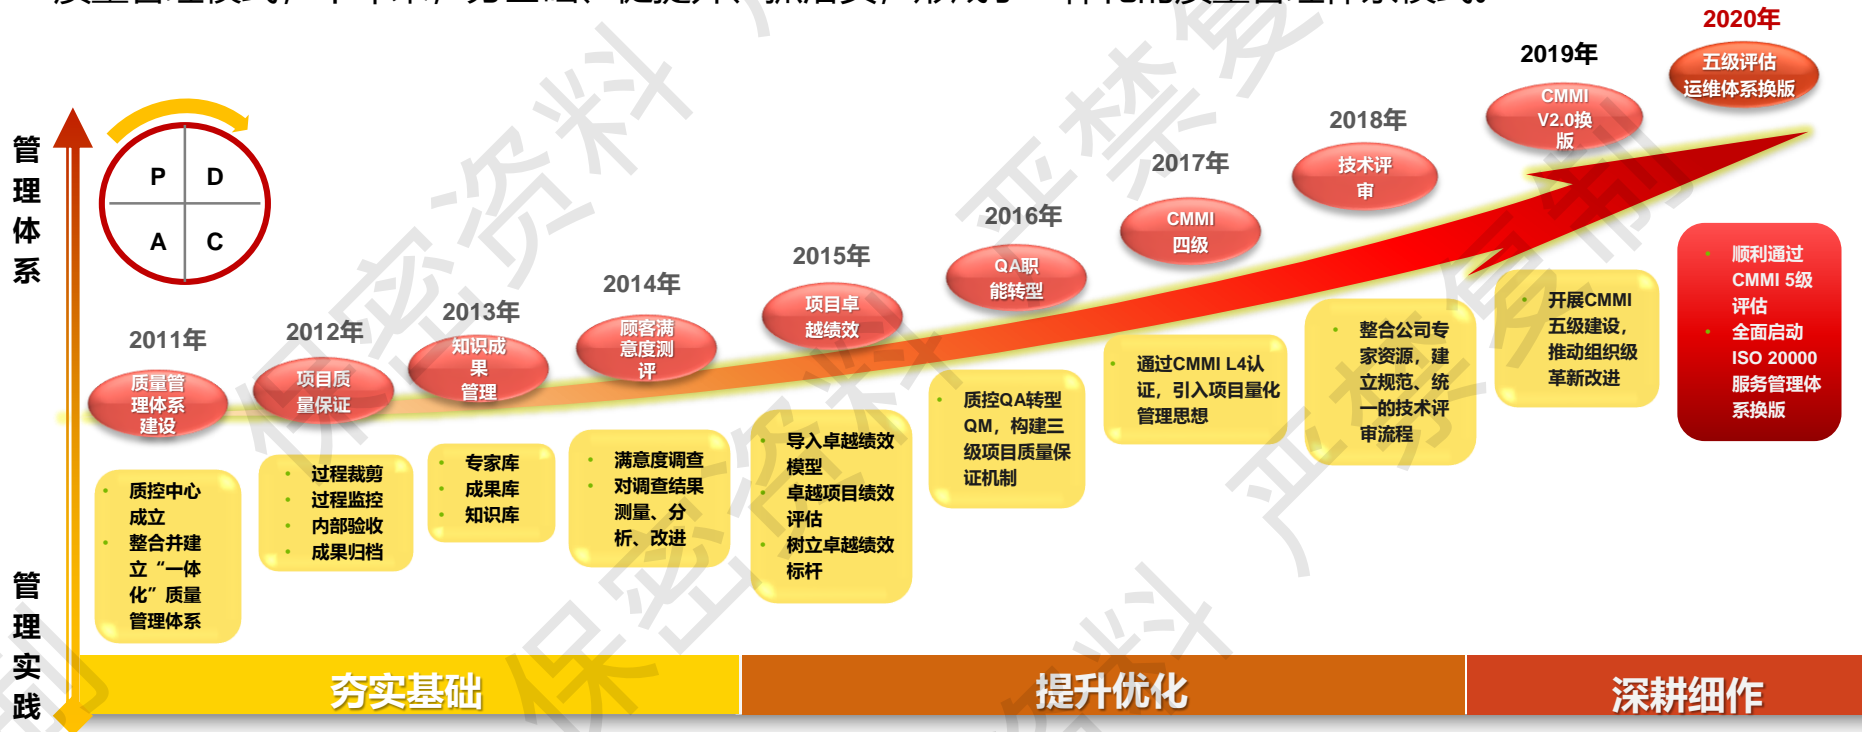 2020年
五级评估
运维体系换版
2019年
CMMI
V2.0换
版
2018年
技术评
审
2017年
CMMI
四级
2016年
QA职
能转型
2015年
项目卓
越绩效
2014年
顾客满
意度测
评
2013年
知识成
果
管理
2012年
项目质
量保证
2011年
质量管
理体系
建设
管
理
体
系
P
D
A
C
质控中心
成立
整合并建
立“一体
化”质量
管理体系
过程裁剪
过程监控
内部验收
成果归档
专家库
成果库
知识库
满意度调查
对调查结果
测量、分
析、改进
导入卓越绩效
模型
卓越项目绩效
评估
树立卓越绩效
标杆
质控QA转型
QM，构建三
级项目质量保
证机制
通过CMMI L4认
证，引入项目量化
管理思想
整合公司专
家资源，建
立规范、统
一的技术评
审流程
开展CMMI
五级建设，
推动组织级
革新改进
顺利通过
CMMI 5级
评估
全面启动
ISO 20000
服务管理体
系换版
管
理
实
践
夯实基础
提升优化
深耕细作
保密资料 严禁复制
保密资料 严禁复制